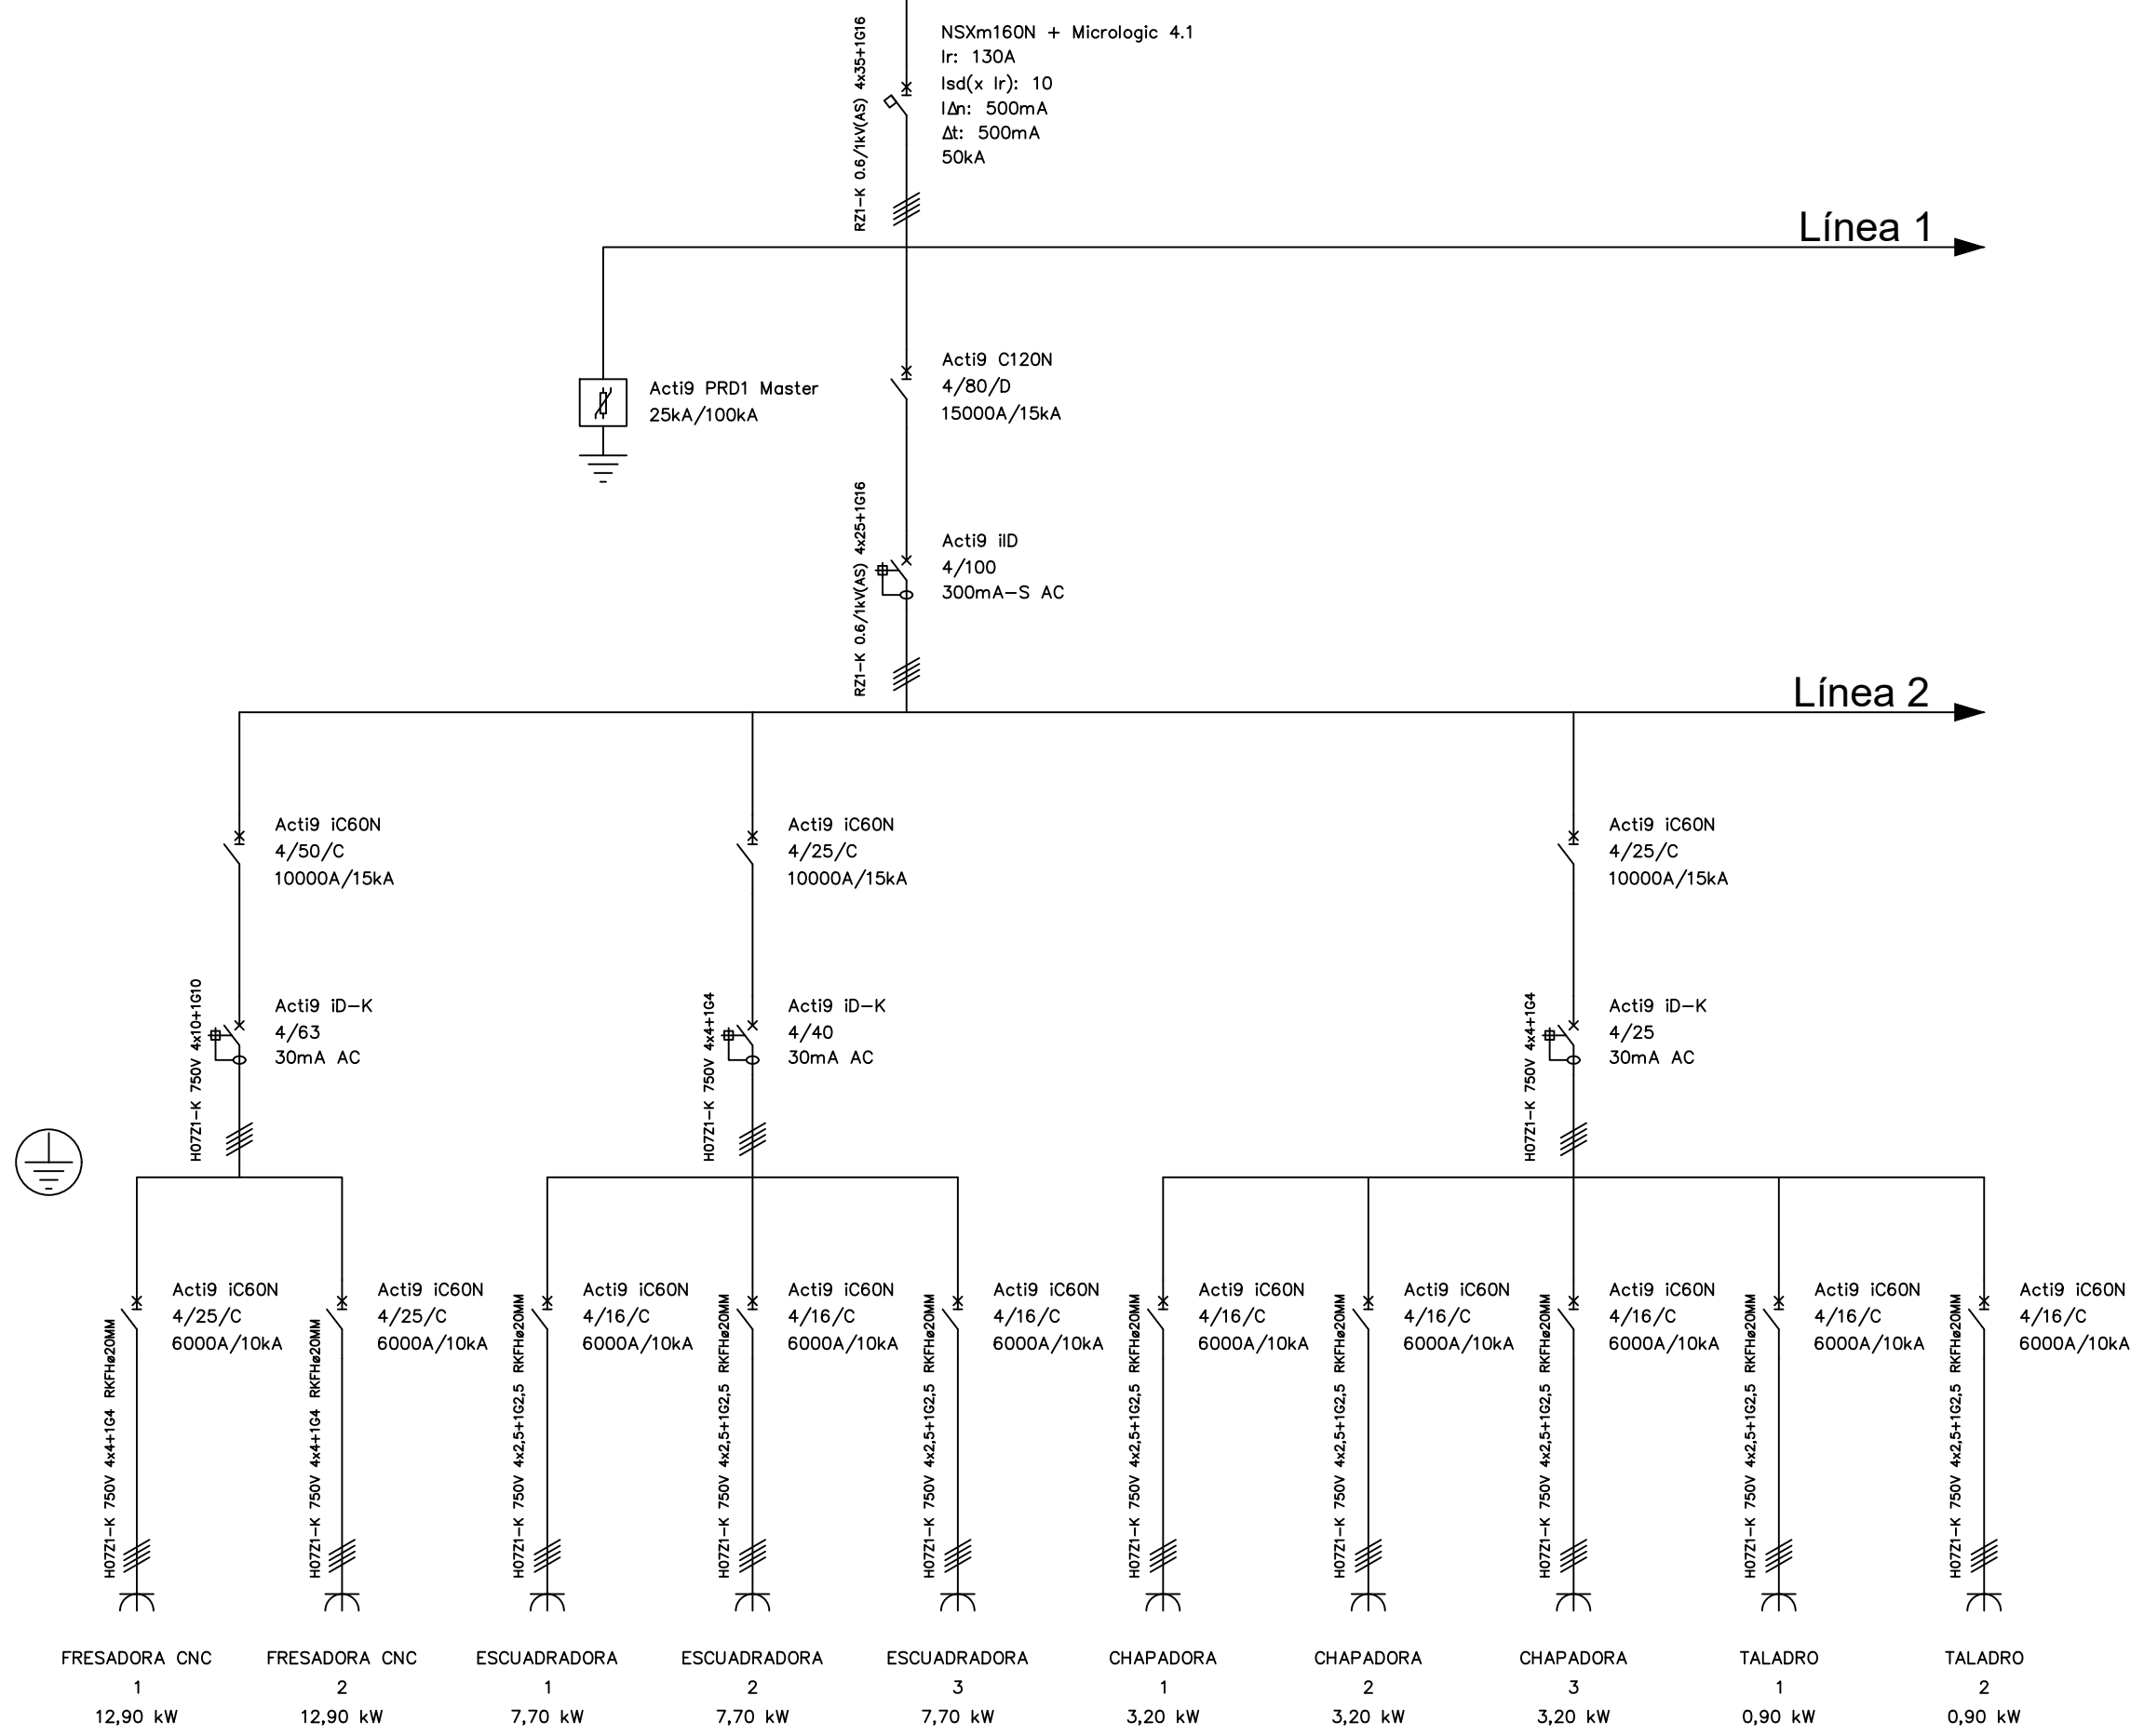 NSXm160N + Micrologic 4.1
Ir: 130A
Isd(x Ir): 10
IΔn: 500mA
Δt: 500mA
50kA
RZ1-K 0.6/1kV(AS) 4x35+1G16
Línea 1
Acti9 PRD1 Master
25kA/100kA
Acti9 C120N
4/80/D
15000A/15kA
RZ1-K 0.6/1kV(AS) 4x25+1G16
Acti9 iID
4/100
300mA-S AC
Línea 2
Acti9 iC60N
4/50/C
10000A/15kA
Acti9 iC60N
4/25/C
10000A/15kA
Acti9 iC60N
4/25/C
10000A/15kA
H07Z1-K 750V 4x10+1G10
Acti9 iD-K
4/63
30mA AC
H07Z1-K 750V 4x4+1G4
Acti9 iD-K
4/40
30mA AC
H07Z1-K 750V 4x4+1G4
Acti9 iD-K
4/25
30mA AC
H07Z1-K 750V 4x4+1G4 RKFHø20MM
Acti9 iC60N
4/25/C
6000A/10kA
H07Z1-K 750V 4x4+1G4 RKFHø20MM
Acti9 iC60N
4/25/C
6000A/10kA
H07Z1-K 750V 4x2,5+1G2,5 RKFHø20MM
Acti9 iC60N
4/16/C
6000A/10kA
H07Z1-K 750V 4x2,5+1G2,5 RKFHø20MM
Acti9 iC60N
4/16/C
6000A/10kA
H07Z1-K 750V 4x2,5+1G2,5 RKFHø20MM
Acti9 iC60N
4/16/C
6000A/10kA
H07Z1-K 750V 4x2,5+1G2,5 RKFHø20MM
Acti9 iC60N
4/16/C
6000A/10kA
H07Z1-K 750V 4x2,5+1G2,5 RKFHø20MM
Acti9 iC60N
4/16/C
6000A/10kA
H07Z1-K 750V 4x2,5+1G2,5 RKFHø20MM
Acti9 iC60N
4/16/C
6000A/10kA
H07Z1-K 750V 4x2,5+1G2,5 RKFHø20MM
Acti9 iC60N
4/16/C
6000A/10kA
H07Z1-K 750V 4x2,5+1G2,5 RKFHø20MM
Acti9 iC60N
4/16/C
6000A/10kA
FRESADORA CNC
1
12,90 kW
FRESADORA CNC
2
12,90 kW
ESCUADRADORA
1
7,70 kW
ESCUADRADORA
2
7,70 kW
ESCUADRADORA
3
7,70 kW
CHAPADORA
1
3,20 kW
CHAPADORA
2
3,20 kW
CHAPADORA
3
3,20 kW
TALADRO
1
0,90 kW
TALADRO
2
0,90 kW